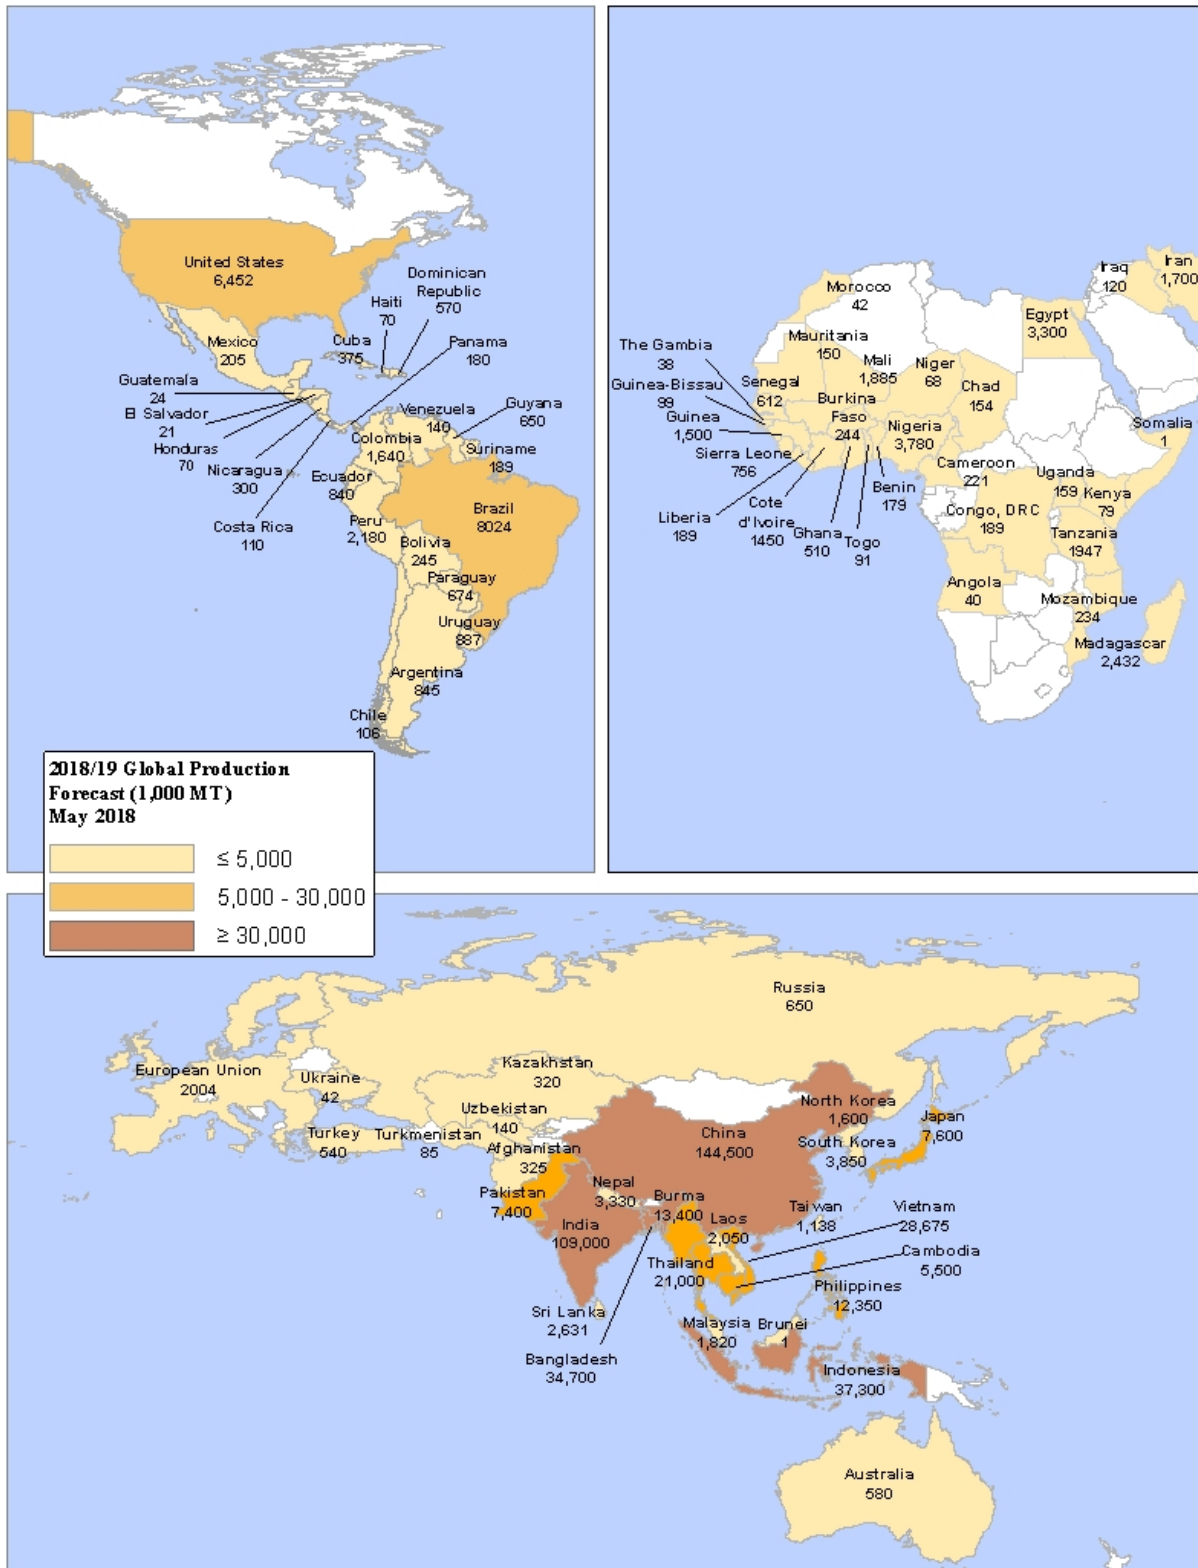 United States
6,452
Mexico
205
Cuba
375
Haiti
70
Dominican
Republic
570
Panama
180
Guatemala
24
El Salvador
21
Honduras
70
Nicaragua
300
Costa Rica
110
Venezuela
140
Guyana
650
Colombia
1,640
Suriname
189
Ecuador
840
Brazil
8024
Peru
2,180
Bolivia
245
Paraguay
674
Uruguay
887
Argentina
845
Chile
106
Morocco
42
Iraq
120
Iran
1,700
Egypt
3,300
Mauritania
150
The Gambia
38
Mali
1,885
Niger
68
Chad
154
Senegal
612
Guinea-Bissau
99
Burkina
Faso
244
Guinea
1,500
Nigeria
3,780
Somalia
1
Sierra Leone
756
Cameroon
221
Uganda
159
Kenya
79
Benin
179
Liberia
189
Cote
d'Ivoire
1450
Ghana
510
Togo
91
Congo, DRC
189
Tanzania
1947
Angola
40
Mozambique
234
Madagascar
2,432
2018/19 Global Production
Forecast (1,000 MT)
May 2018
≤ 5,000
5,000 - 30,000
≥ 30,000
Russia
650
European Union
2004
Ukraine
42
Kazakhstan
320
Uzbekistan
140
Turkey
540
Turkmenistan
85
Afghanistan
325
Pakistan
7,400
China
144,500
North Korea
1,600
Japan
7,600
South Korea
3,850
Nepal
3,330
Burma
13,400
India
109,000
Laos
2,050
Taiwan
1,138
Vietnam
28,675
Thailand
21,000
Cambodia
5,500
Philippines
12,350
Sri Lanka
2,631
Malaysia
1,820
Brunei
1
Bangladesh
34,700
Indonesia
37,300
Australia
580